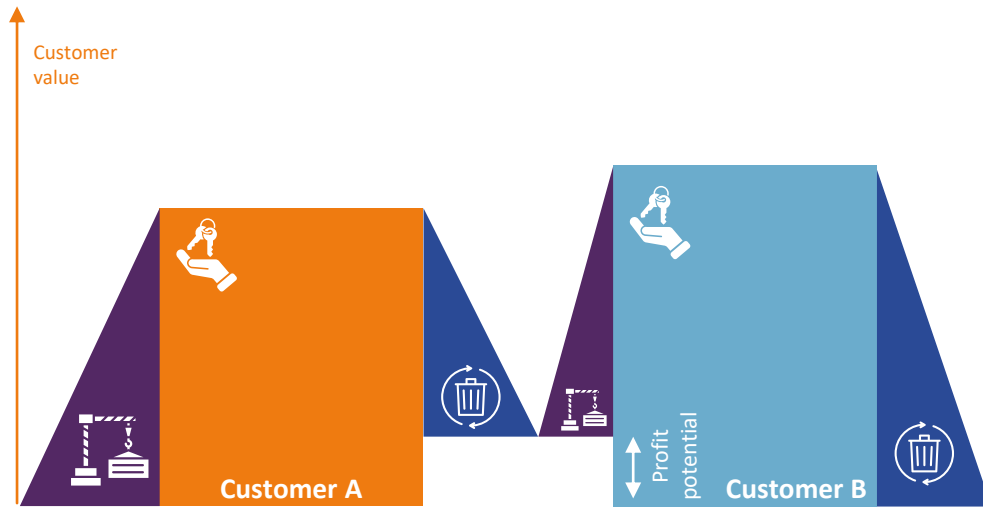 Customer
value
Customer A
Profit
potential
Customer B